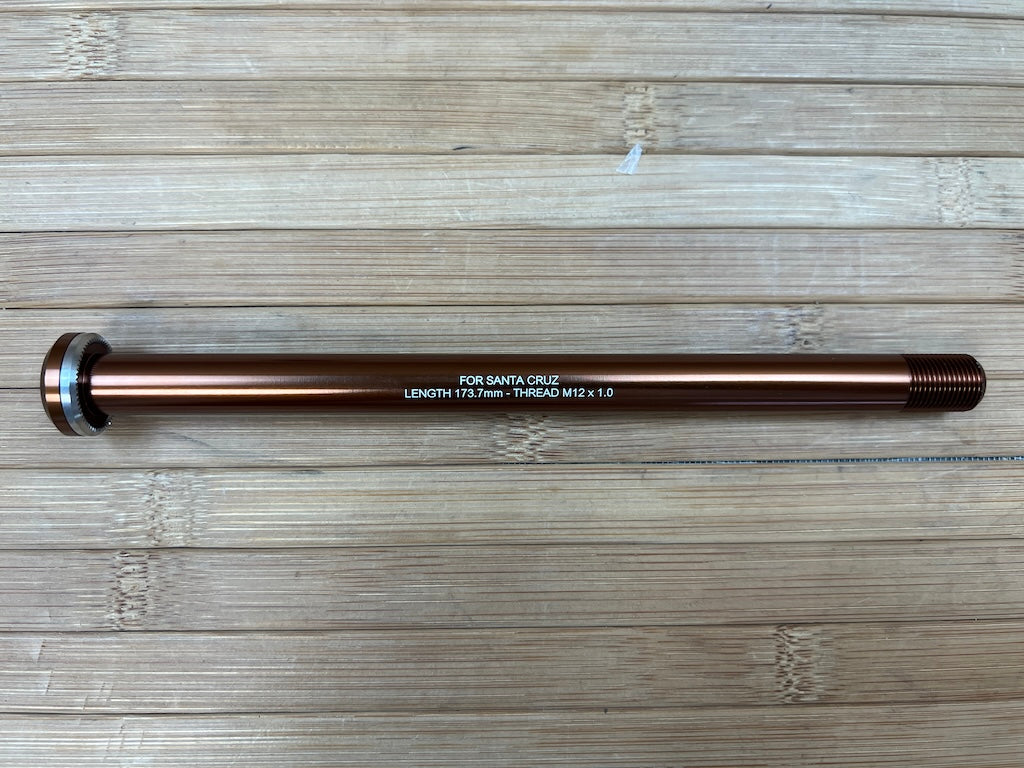 FOR SANTA CRUZ
LENGTH 173.7mm - THREAD M12 x 1.0